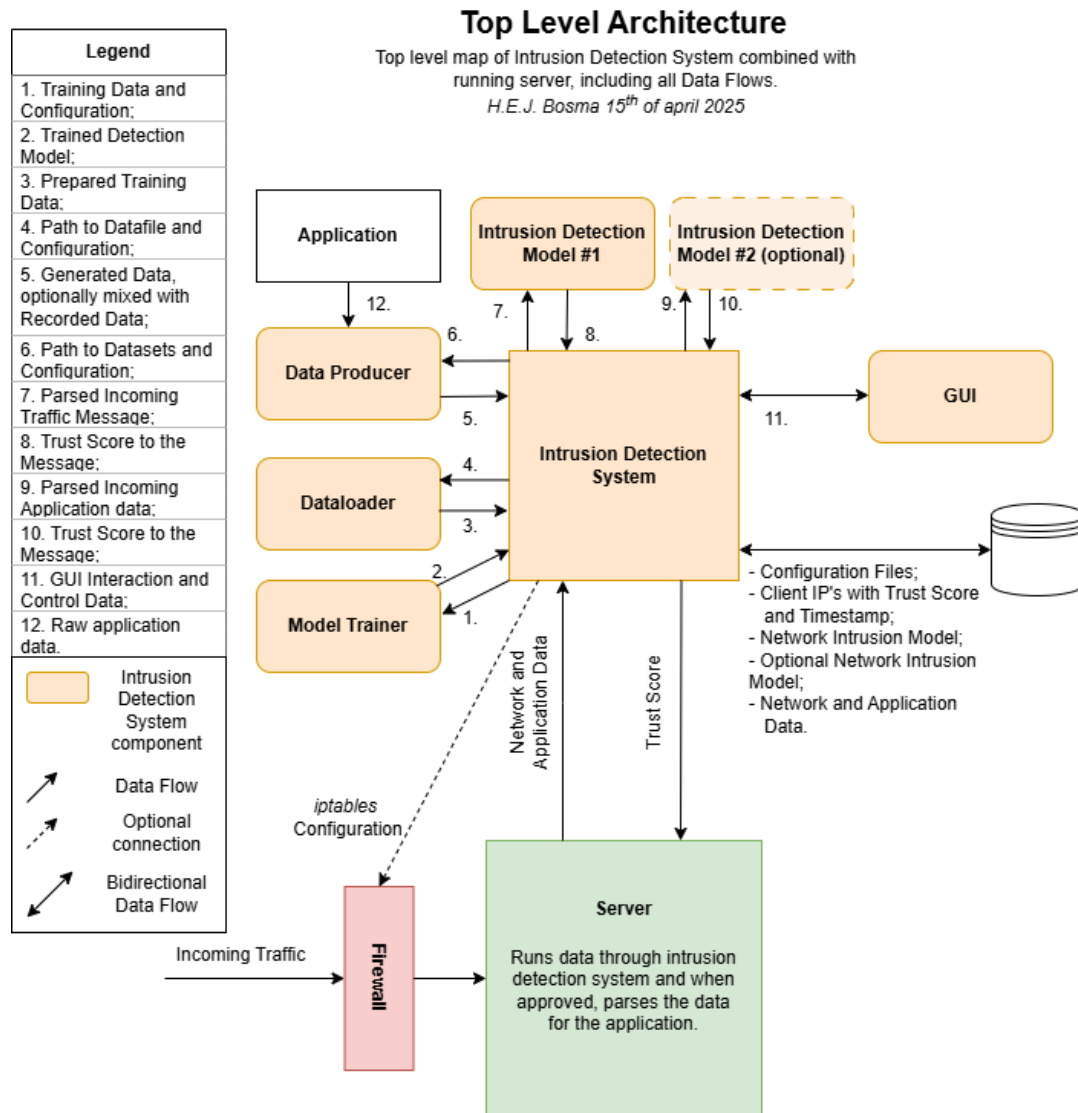 Top Level Architecture
Top level map of Intrusion Detection System combined with
running server, including all Data Flows.
H.E.J. Bosma 15th of april 2025
Legend
1. Training Data and
Configuration;
2. Trained Detection
Model;
3. Prepared Training
Data;
4. Path to Datafile and
Configuration;
5. Generated Data,
optionally mixed with
Recorded Data;
6. Path to Datasets and
Configuration;
7. Parsed Incoming
Traffic Message;
8. Trust Score to the
Message;
9. Parsed Incoming
Application data;
10. Trust Score to the
Message;
11. GUI Interaction and
Control Data;
12. Raw application
data.
Intrusion
Detection
System
component
Data Flow
Optional
connection
Bidirectional
Data Flow
Application
Intrusion Detection
Model #1
Intrusion Detection
Model #2 (optional)
12.
7.
8.
9.
10.
Data Producer
6.
5.
GUI
11.
Intrusion Detection
System
Dataloader
4.
3.
Model Trainer
2.
1.
- Configuration Files;
- Client IP's with Trust Score
and Timestamp;
- Network Intrusion Model;
- Optional Network Intrusion
Model;
- Network and Application
Data.
Network and
Application Data
Trust Score
iptables
Configuration
Incoming Traffic
Firewall
Server
Runs data through intrusion
detection system and when
approved, parses the data
for the application.